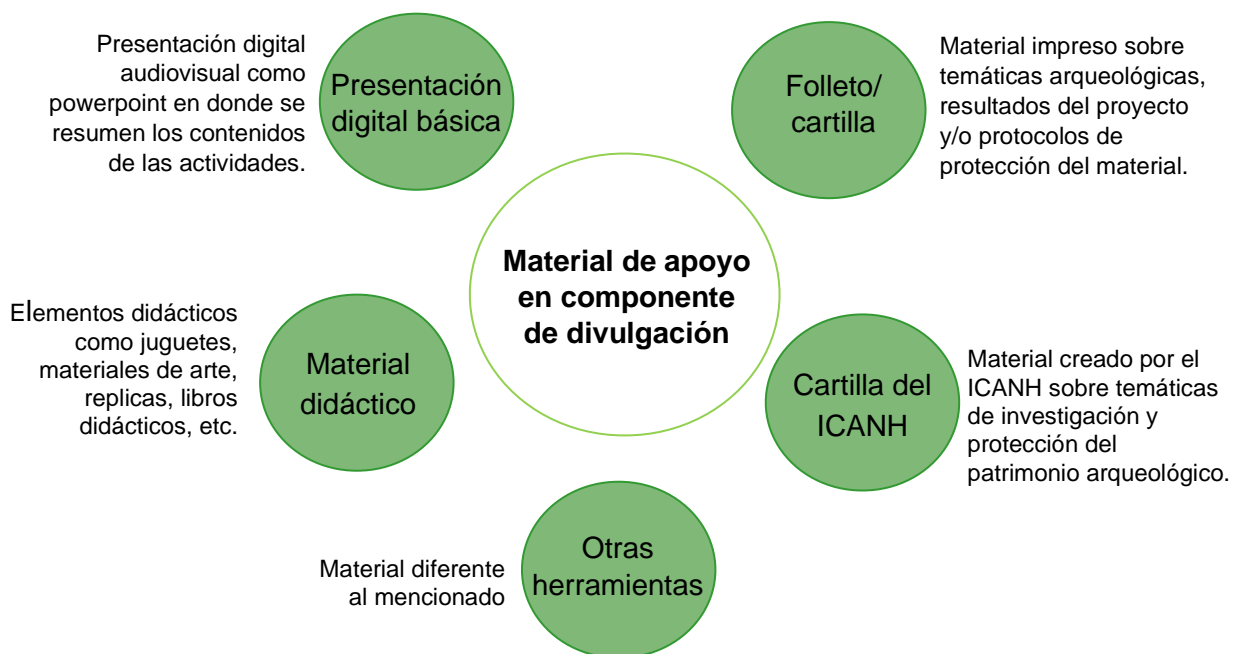 Presentación digital
audiovisual como
powerpoint en donde se
resumen los contenidos
de las actividades.
Presentación
digital básica
Folleto/
cartilla
Material impreso sobre
temáticas arqueológicas,
resultados del proyecto
y/o protocolos de
protección del material.
Material de apoyo
en componente
de divulgación
Elementos didácticos
como juguetes,
materiales de arte,
replicas, libros
didácticos, etc.
Material
didáctico
Cartilla del
ICANH
Material creado por el
ICANH sobre temáticas
de investigación y
protección del
patrimonio arqueológico.
Material diferente
al mencionado
Otras
herramientas